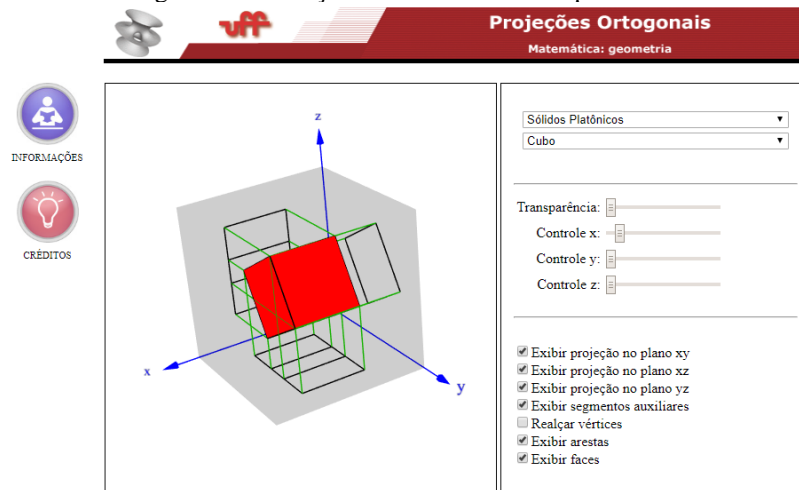 uff
Projeções Ortogonais
Matemática: geometria
INFORMAÇÕES
CRÉDITOS
z
x
y
Sólidos Platônicos
Cubo
Transparência:
Controle x:
Controle y:
Controle z:
Exibir projeção no plano xy
Exibir projeção no plano xz
Exibir projeção no plano yz
Exibir segmentos auxiliares
Realçar vértices
Exibir arestas
Exibir faces